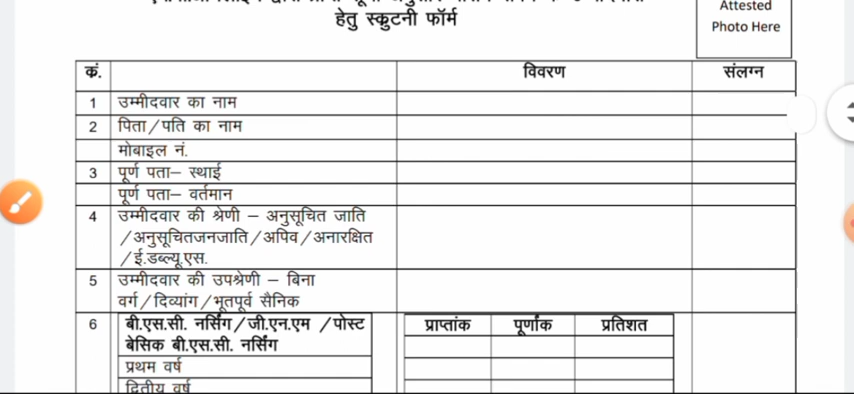 Attested
Photo Here
हेतु स्क्रुटनी फॉर्म
क्रं.
विवरण
संलग्न
1 उम्मीदवार का नाम
2 पिता/पति का नाम
मोबाइल नं.
3 पूर्ण पता– स्थाई
पूर्ण पता– वर्तमान
4 उम्मीदवार की श्रेणी – अनुसूचित जाति
/अनुसूचितजनजाति/अपिव/अनारक्षित
/ई.डब्ल्यू.एस.
5 उम्मीदवार की उपश्रेणी – बिना
वर्ग/दिव्यांग/भूतपूर्व सैनिक
6 बी.एस.सी. नर्सिंग/जी.एन.एम /पोस्ट
बेसिक बी.एस.सी. नर्सिंग
प्राप्तांक
पूर्णांक
प्रतिशत
प्रथम वर्ष
द्वितीय वर्ष